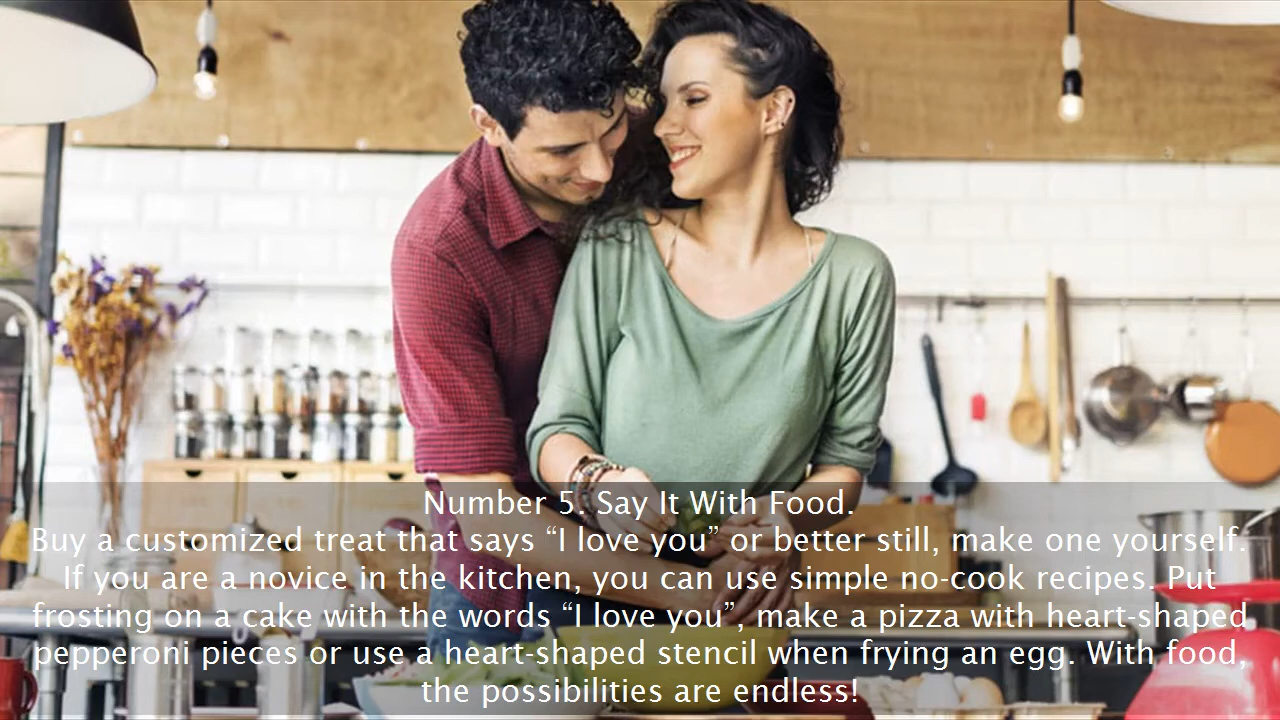 Number 5. Say It With Food.
Buy a customized treat that says “I love you” or better still, make one yourself.
If you are a novice in the kitchen, you can use simple no-cook recipes. Put
frosting on a cake with the words “I love you”, make a pizza with heart-shaped
pepperoni pieces or use a heart-shaped stencil when frying an egg. With food,
the possibilities are endless!